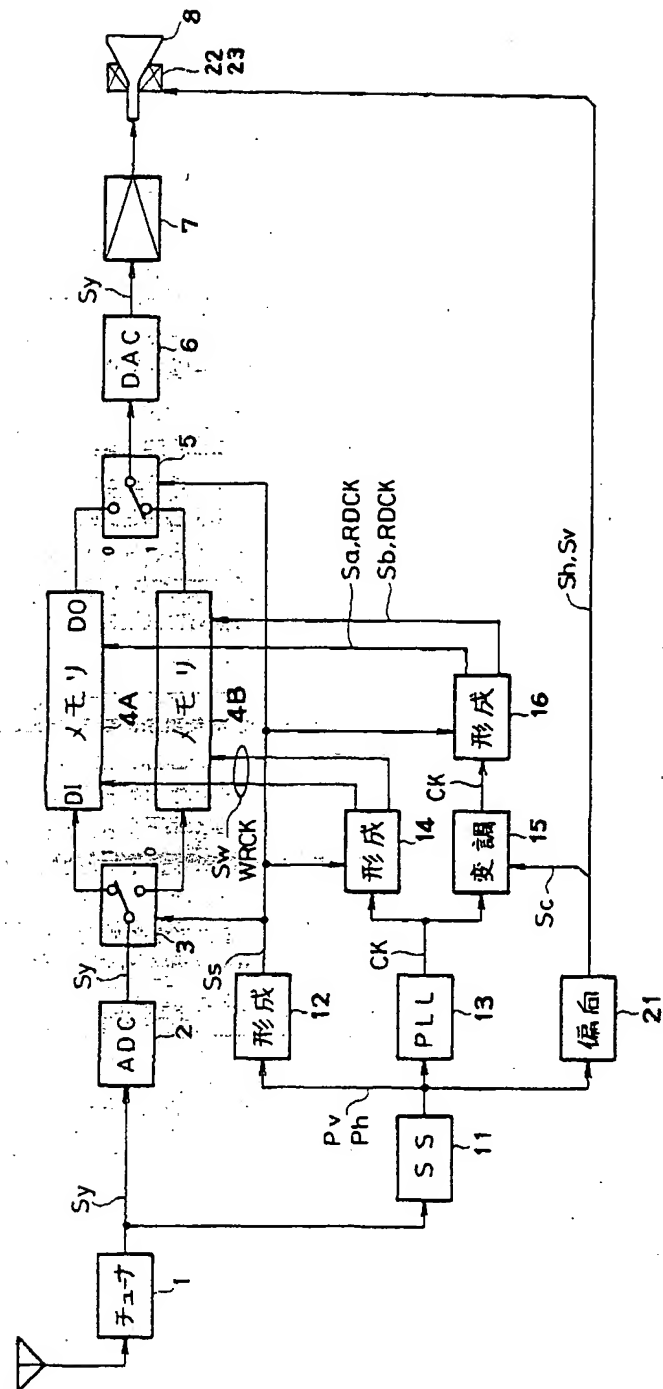 チューナ
1
Sy
ADC
2
Sy
3
1
0
DI
メモリ
DO
4A
メモリ
4B
0
1
5
DAC
6
Sy
7
8
22
23
SS
11
Pv
Ph
形成
12
Ss
PLL
13
CK
形成
14
Sw
WRCK
変調
15
Sc
CK
形成
16
Sa,RDCK
Sb,RDCK
偏向
21
Sh,Sv